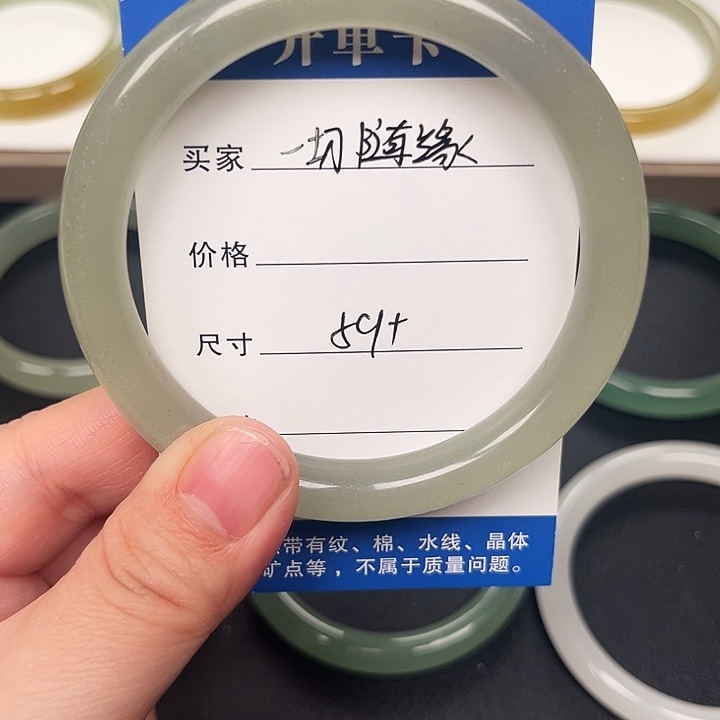 开单卡
买家 一切随缘
价格
尺寸 59+
带有纹、棉、水线、晶体
矿点等，不属于质量问题。